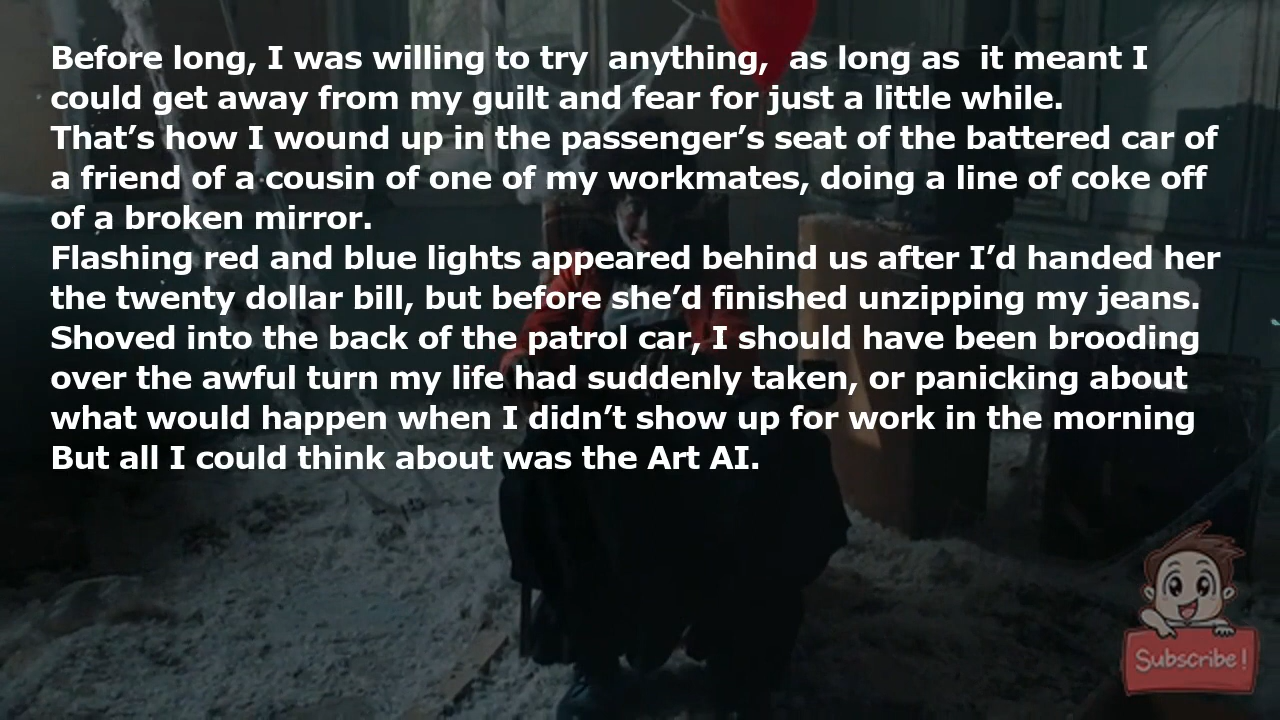 Before long, I was willing to try  anything,  as long as  it meant I
could get away from my guilt and fear for just a little while.
That’s how I wound up in the passenger’s seat of the battered car of
a friend of a cousin of one of my workmates, doing a line of coke off
of a broken mirror.
Flashing red and blue lights appeared behind us after I’d handed her
the twenty dollar bill, but before she’d finished unzipping my jeans.
Shoved into the back of the patrol car, I should have been brooding
over the awful turn my life had suddenly taken, or panicking about
what would happen when I didn’t show up for work in the morning
But all I could think about was the Art AI.
Subscribe!